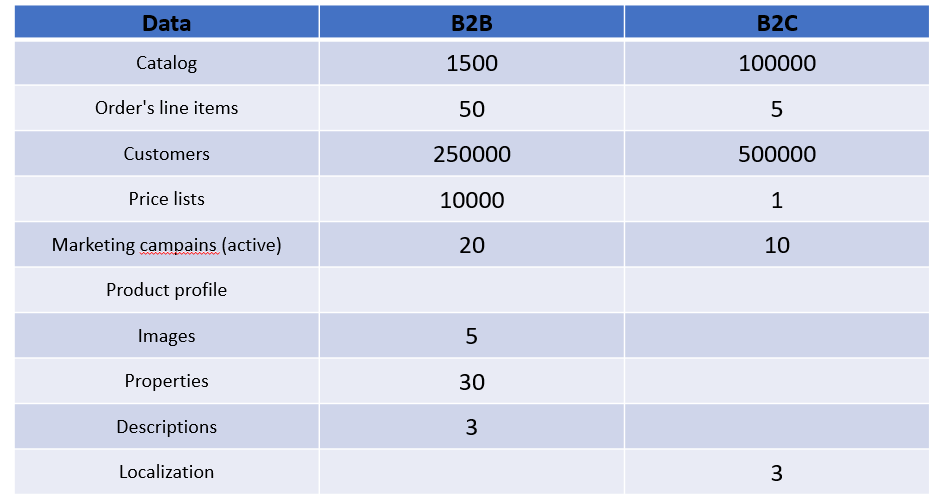 Data B2B B2C
Catalog 1500 100000
Order's line items 50 5
Customers 250000 500000
Price lists 10000 1
Marketing campains (active) 20 10
Product profile
Images 5
Properties 30
Descriptions 3
Localization 3